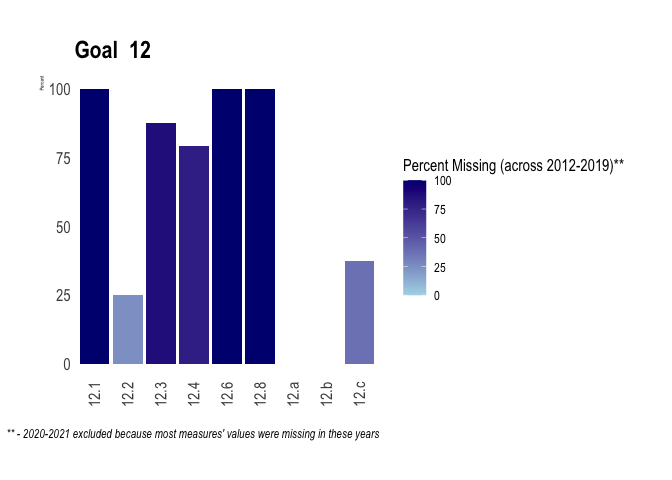 Goal  12
Percent
100
75
50
25
0
12.1
12.2
12.3
12.4
12.6
12.8
12.a
12.b
12.c
Percent Missing (across 2012-2019)**
100
75
50
25
0
** - 2020-2021 excluded because most measures' values were missing in these years